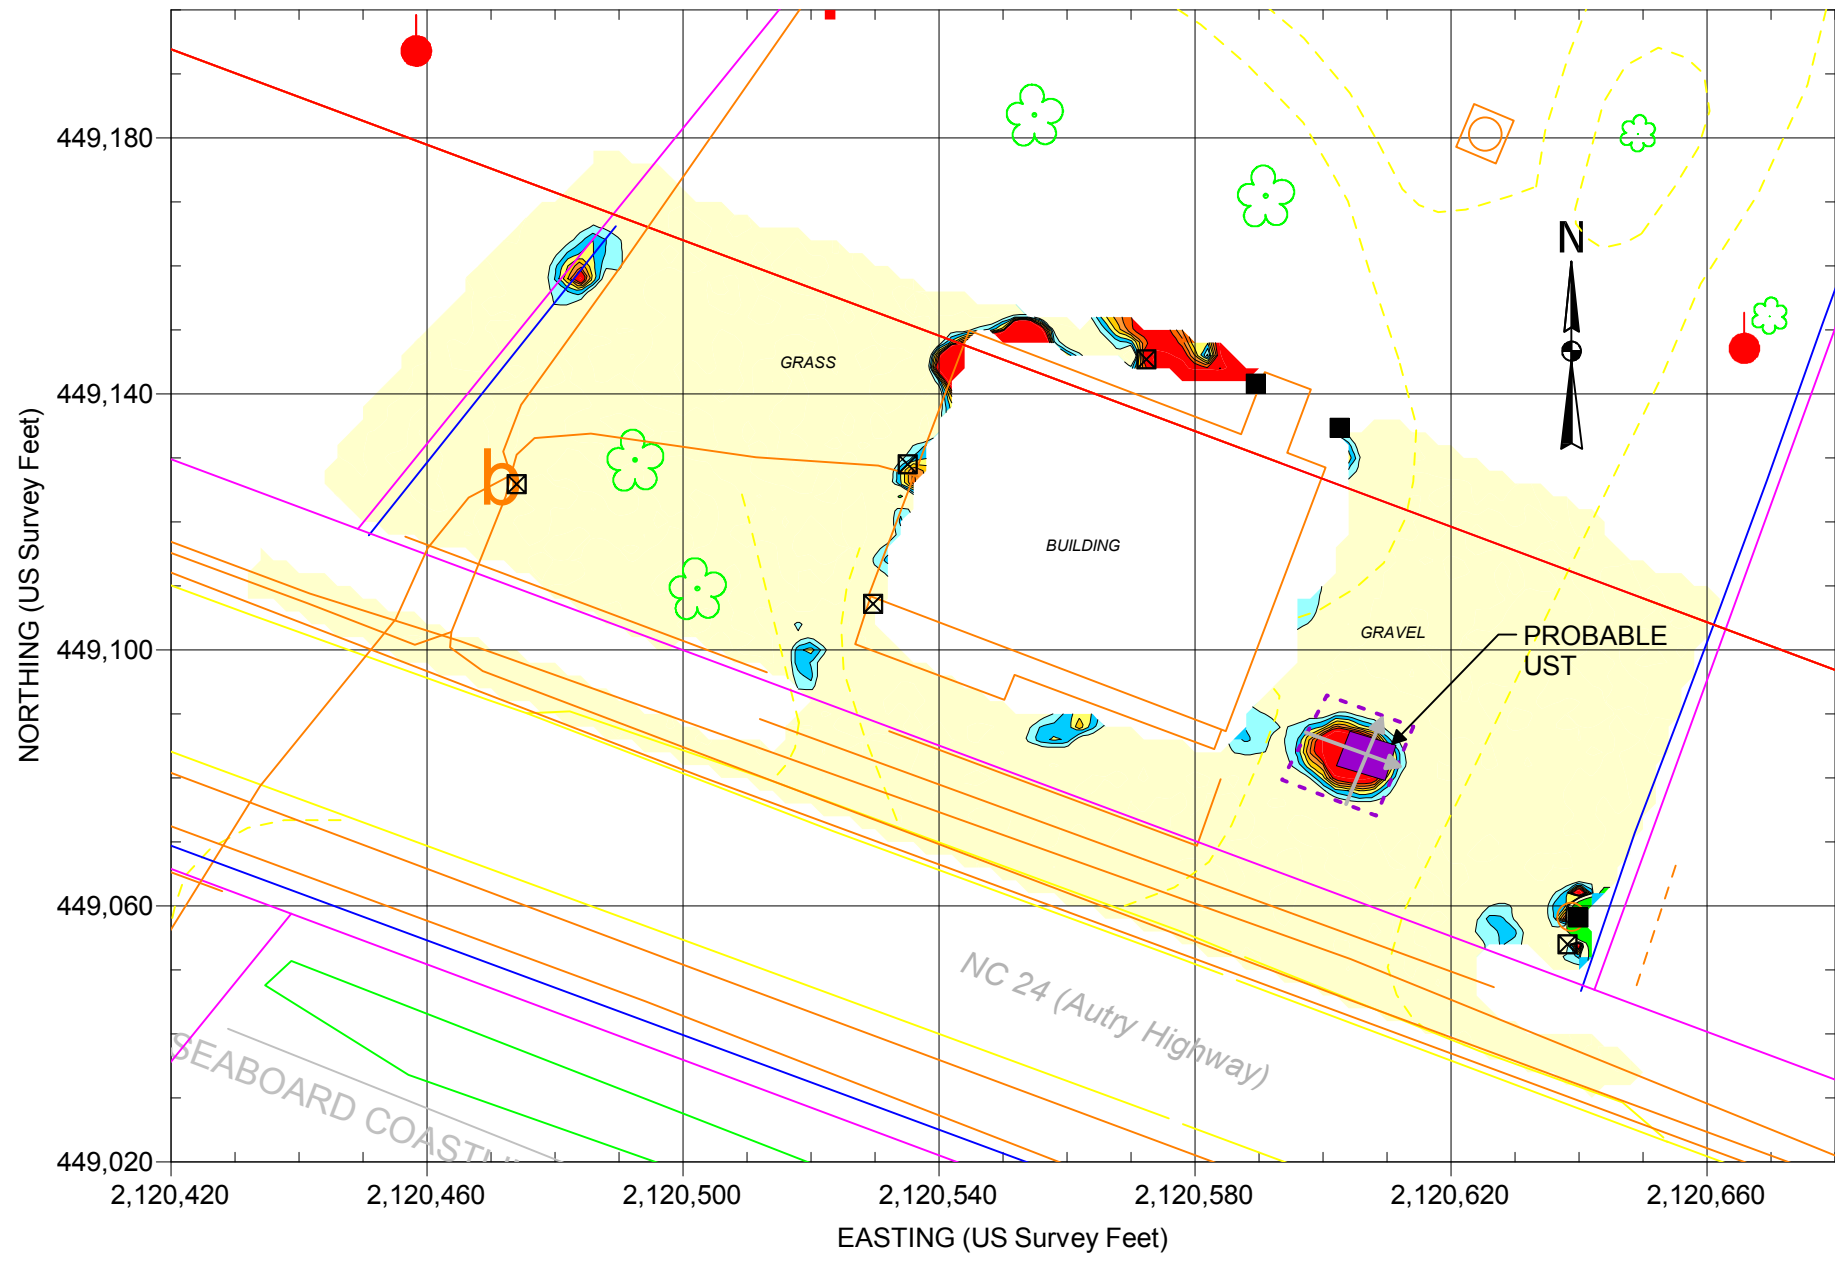 N
GRASS
b
BUILDING
GRAVEL
PROBABLE
UST
NC 24 (Autry Highway)
SEABOARD
449,180
449,140
449,100
449,060
449,020
NORTHING (US Survey Feet)
2,120,420
2,120,460
2,120,500
2,120,540
2,120,580
2,120,620
2,120,660
EASTING (US Survey Feet)